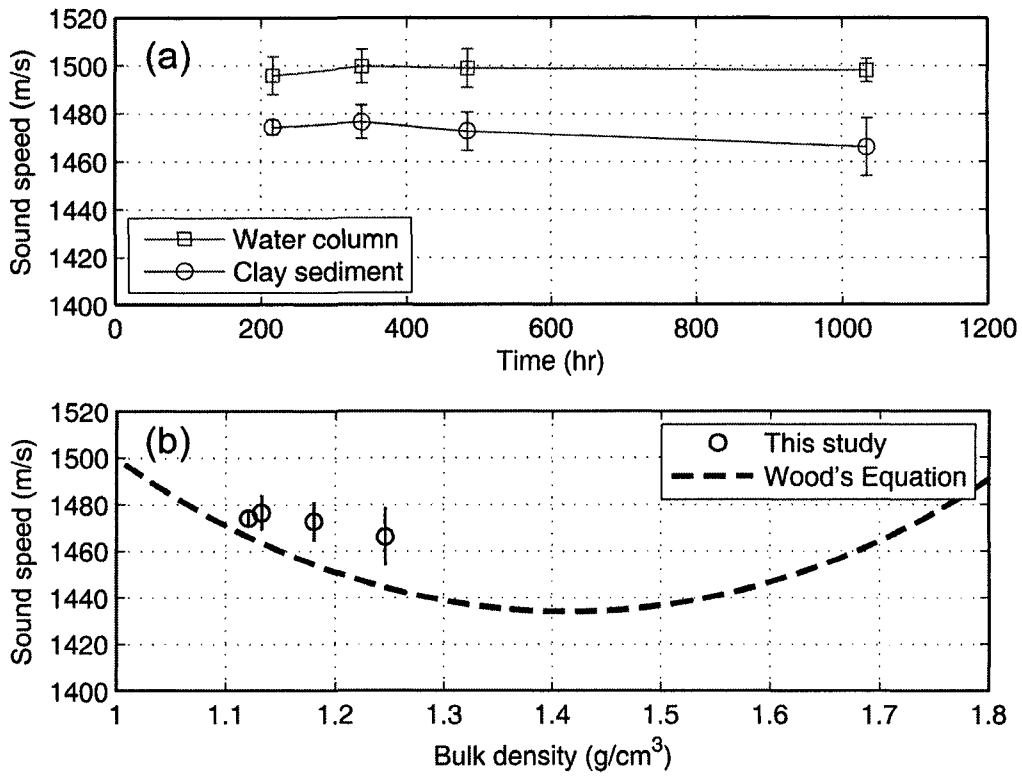 1520
1500
1480
1460
1440
1420
1400
Sound speed (m/s)
(a)
Water column
Clay sediment
0 200 400 600 800 1000 1200
Time (hr)
1520
1500
1480
1460
1440
1420
1400
Sound speed (m/s)
(b)
This study
Wood's Equation
1 1.1 1.2 1.3 1.4 1.5 1.6 1.7 1.8
Bulk density (g/cm³)